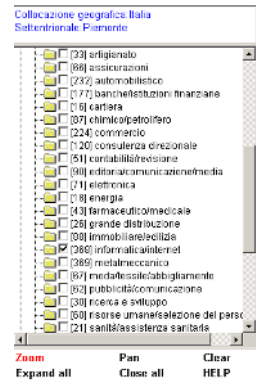 Collocazione geografica:Italia
Settentrionale:Piemonte
[33] artigianato
[66] assicurazioni
[232] automobilistico
[177] banche/istituzioni finanziarie
[16] cartiera
[87] chimico/petrolifero
[224] commercio
[120] consulenza direzionale
[51] contabilità/revisione
[90] editoria/comunicazione/media
[71] elettronica
[18] energia
[43] farmaceutico/medicale
[26] grande distribuzione
immobiliare/edilizia
[368] informatica/internet
[369] metalmeccanico
[67] moda/tessile/abbigliamento
[62] pubblicità/comunicazione
[30] ricerca e sviluppo
[60] risorse umane/selezione del perso
[21] sanità/assistenza sanitaria
Zoom Pan Clear
Expand all Close all HELP